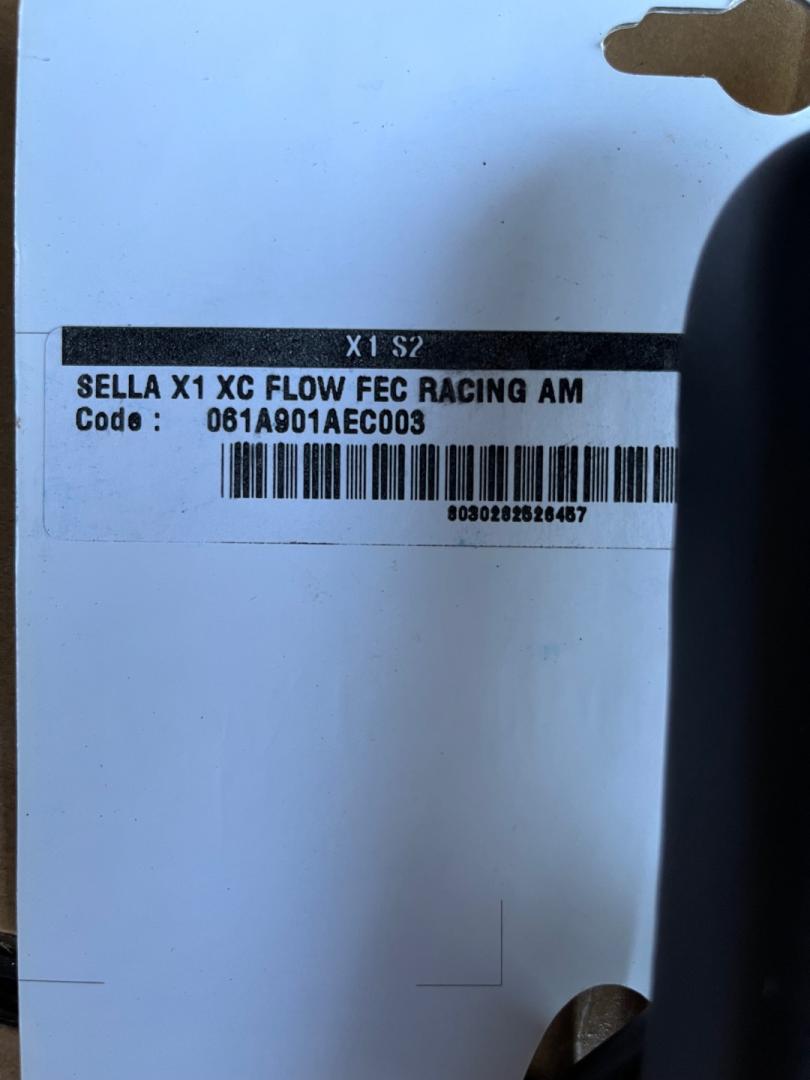 X1 S2
SELLA X1 XC FLOW FEC RACING AM
Code : 061A901AEC003
8030282526457